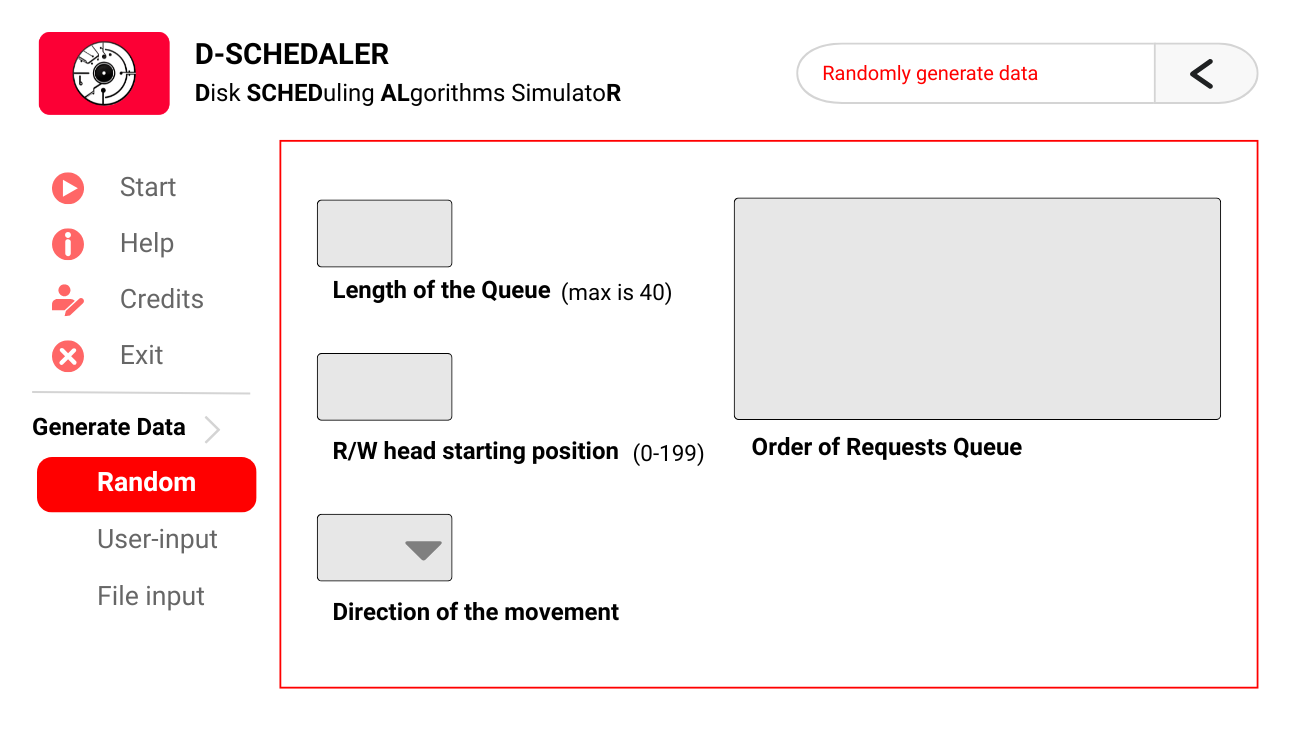 D-SCHEDALER
Disk SCHEDuling ALgorithms SimulatoR
Randomly generate data
Start
Help
Credits
Exit
Generate Data
Random
User-input
File input
Length of the Queue (max is 40)
R/W head starting position (0-199)
Direction of the movement
Order of Requests Queue